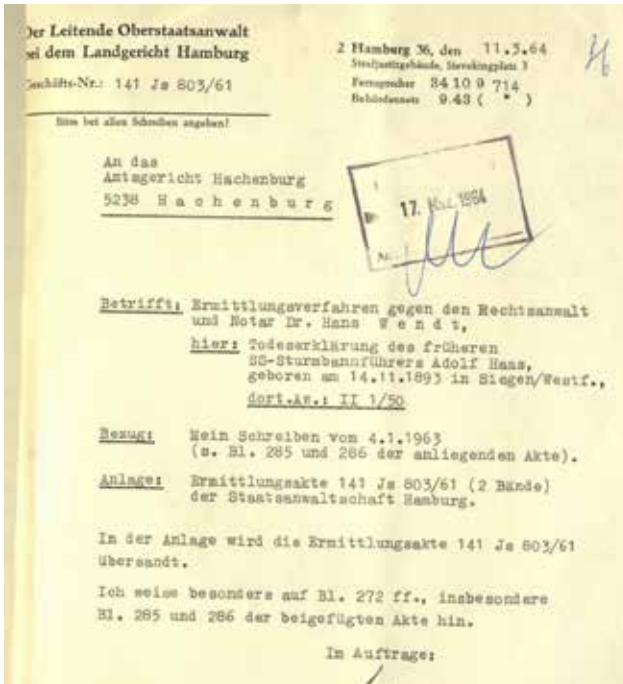 Der Leitende Oberstaatsanwalt
bei dem Landgericht Hamburg
Geschäfts-Nr.: 141 Js 803/61
Bitte bei allen Schreiben angeben!
2 Hamburg 36, den 11.3.64
Strafjustizgebäude, Sievekingplatz 3
Fernsprecher 34 10 9 714
Behördennetz 9.43 ( " )
An das
Amtsgericht Hachenburg
5238 Hachenburg
17. 1964
Betrifft: Ermittlungsverfahren gegen den Rechtsanwalt
und Notar Dr. Hans Wendt,
hier: Todeserklärung des früheren
SS-Sturmbannführers Adolf Haas,
geboren am 14.11.1893 in Siegen/Westf.,
dort.Az.: II 1/50
Bezug: Mein Schreiben vom 4.1.1963
(s. Bl. 285 und 286 der anliegenden Akte).
Anlage: Ermittlungsakte 141 Js 803/61 (2 Bände)
der Staatsanwaltschaft Hamburg.
In der Anlage wird die Ermittlungsakte 141 Js 803/61
übersandt.
Ich weise besonders auf Bl. 272 ff., insbesondere
Bl. 285 und 286 der beigefügten Akte hin.
Im Auftrage: